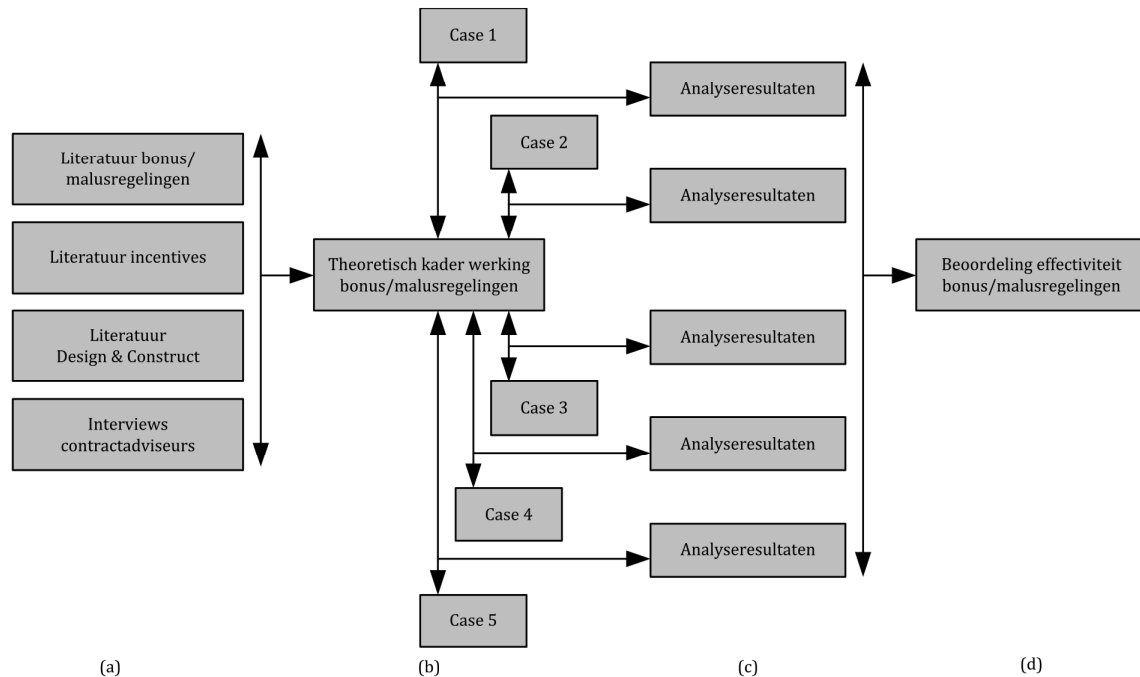 Literatuur bonus/
malusregelingen
Literatuur incentives
Literatuur
Design & Construct
Interviews
contractadviseurs
Case 1
Case 2
Theoretisch kader werking
bonus/malusregelingen
Case 3
Case 4
Case 5
Analyseresultaten
Analyseresultaten
Analyseresultaten
Analyseresultaten
Analyseresultaten
Beoordeling effectiviteit
bonus/malusregelingen
(a)
(b)
(c)
(d)